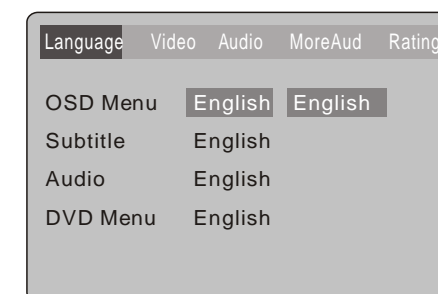 Language Video Audio MoreAud Rating
OSD Menu English English
Subtitle English
Audio English
DVD Menu English